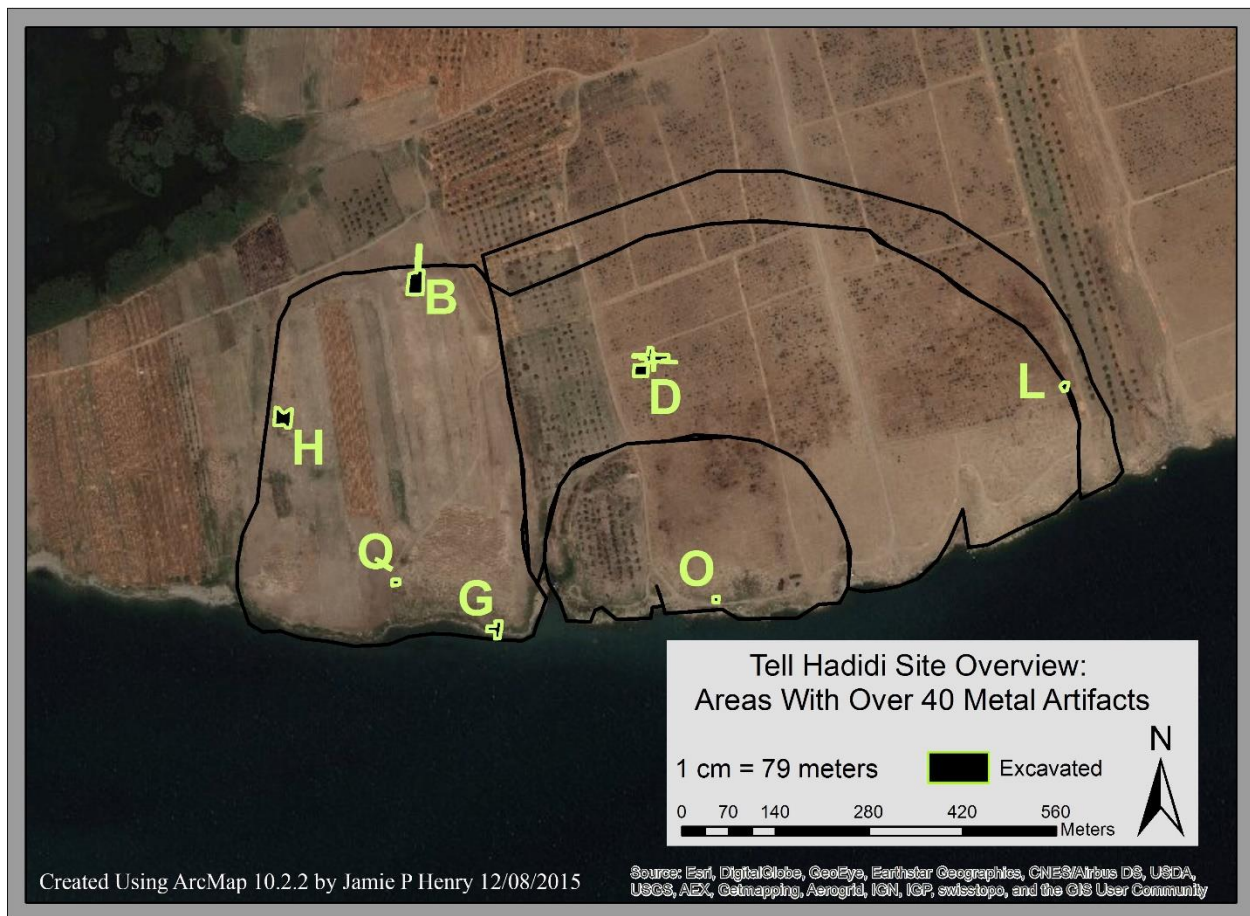 B
D
L
H
Q
O
G
Tell Hadidi Site Overview:
Areas With Over 40 Metal Artifacts
N
1 cm = 79 meters
Excavated
0 70 140 280 420 560
Meters
Created Using ArcMap 10.2.2 by Jamie P Henry 12/08/2015
Source: Esri, DigitalGlobe, GeoEye, Earthstar Geographics, CNES/Airbus DS, USDA,
USGS, AEX, Getmapping, Aerogrid, IGN, IGP, swisstopo, and the GIS User Community